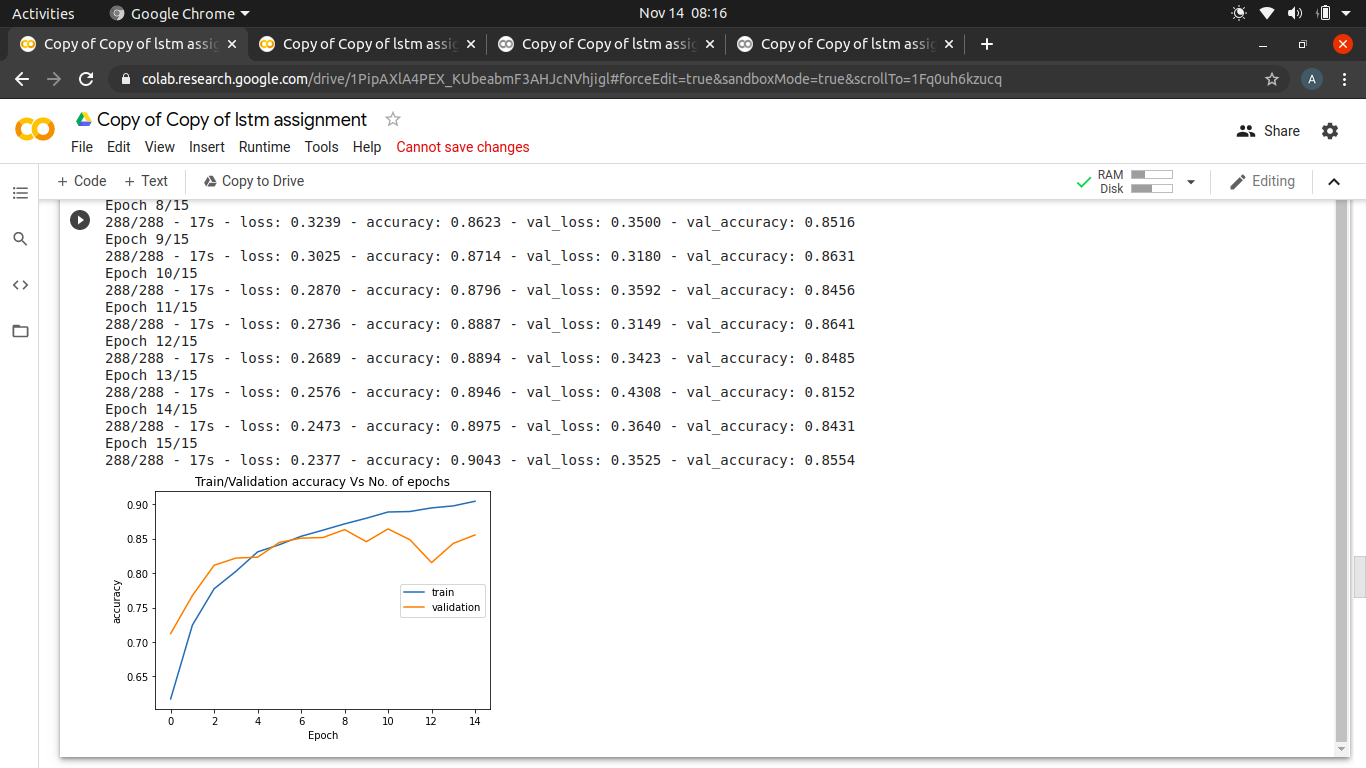 Activities
Google Chrome
Nov 14 08:16
Copy of Copy of lstm assig
Copy of Copy of lstm assig
Copy of Copy of lstm assig
Copy of Copy of lstm assig
colab.research.google.com/drive/1PipAXlA4PEX_KUbeabmF3AHJcNVhjigl#forceEdit=true&sandboxMode=true&scrollTo=1Fq0uh6kzucq
A
CO
Copy of Copy of lstm assignment
Share
File Edit View Insert Runtime Tools Help Cannot save changes
+ Code + Text Copy to Drive
RAM
Disk
Editing
Epoch 8/15
288/288 - 17s - loss: 0.3239 - accuracy: 0.8623 - val_loss: 0.3500 - val_accuracy: 0.8516
Epoch 9/15
288/288 - 17s - loss: 0.3025 - accuracy: 0.8714 - val_loss: 0.3180 - val_accuracy: 0.8631
Epoch 10/15
288/288 - 17s - loss: 0.2870 - accuracy: 0.8796 - val_loss: 0.3592 - val_accuracy: 0.8456
Epoch 11/15
288/288 - 17s - loss: 0.2736 - accuracy: 0.8887 - val_loss: 0.3149 - val_accuracy: 0.8641
Epoch 12/15
288/288 - 17s - loss: 0.2689 - accuracy: 0.8894 - val_loss: 0.3423 - val_accuracy: 0.8485
Epoch 13/15
288/288 - 17s - loss: 0.2576 - accuracy: 0.8946 - val_loss: 0.4308 - val_accuracy: 0.8152
Epoch 14/15
288/288 - 17s - loss: 0.2473 - accuracy: 0.8975 - val_loss: 0.3640 - val_accuracy: 0.8431
Epoch 15/15
288/288 - 17s - loss: 0.2377 - accuracy: 0.9043 - val_loss: 0.3525 - val_accuracy: 0.8554
Train/Validation accuracy Vs No. of epochs
0.90
0.85
0.80
0.75
0.70
0.65
accuracy
train
validation
0 2 4 6 8 10 12 14
Epoch